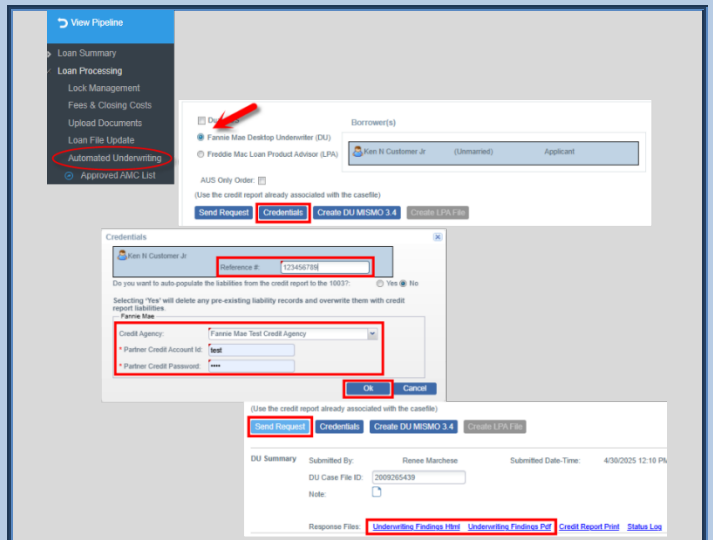 View Pipeline
Loan Summary
Loan Processing
Lock Management
Fees & Closing Costs
Upload Documents
Loan File Update
Automated Underwriting
Approved AMC List
Borrower(s)
Fannie Mae Desktop Underwriter (DU)
Freddie Mac Loan Product Advisor (LPA)
Ken N Customer Jr (Unmarried) Applicant
AUS Only Order:
(Use the credit report already associated with the casefile)
Send Request Credentials Create DU MISMO 3.4 Create LPA File
Credentials
Ken N Customer Jr
Reference #: 123456789
Do you want to auto-populate the liabilities from the credit report to the 1003?: Yes No
Selecting 'Yes' will delete any pre-existing liability records and overwrite them with credit
report liabilities.
Fannie Mae
Credit Agency: Fannie Mae Test Credit Agency
* Partner Credit Account Id: test
* Partner Credit Password: ••••
Ok Cancel
(Use the credit report already associated with the casefile)
Send Request Credentials Create DU MISMO 3.4 Create LPA File
DU Summary Submitted By: Renee Marchese Submitted Date-Time: 4/30/2025 12:10 PM
DU Case File ID: 2009265439
Note:
Response Files: Underwriting Findings Html Underwriting Findings Pdf Credit Report Print Status Log